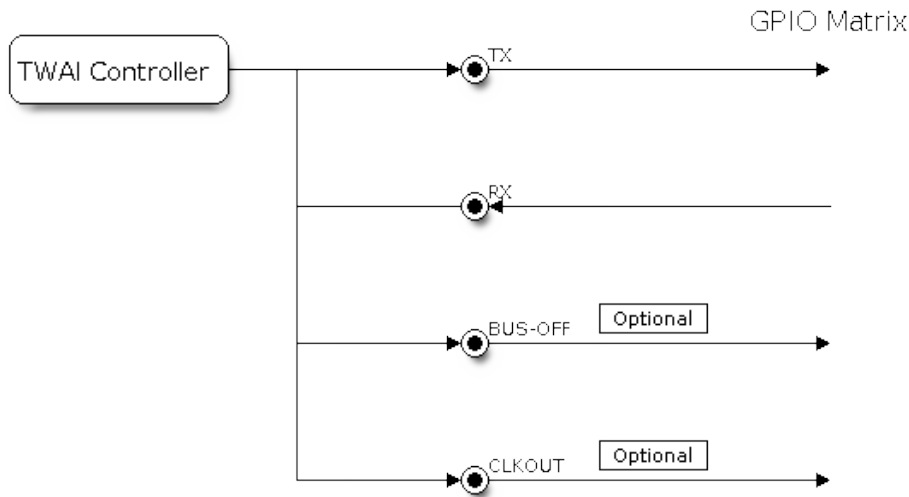 GPIO Matrix
TWAI Controller
TX
RX
BUS-OFF
Optional
CLKOUT
Optional